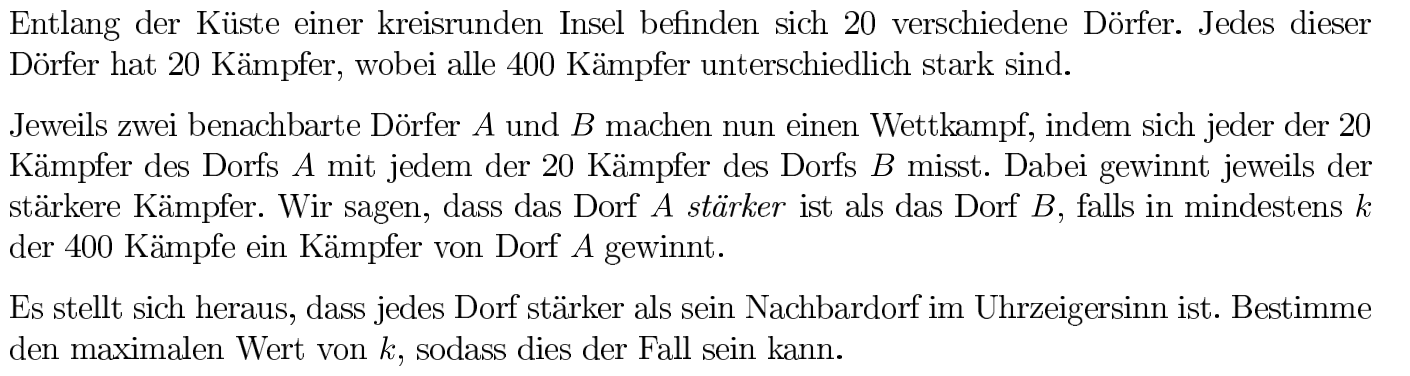 Entlang der Küste einer kreisrunden Insel befinden sich 20 verschiedene Dörfer. Jedes dieser
Dörfer hat 20 Kämpfer, wobei alle 400 Kämpfer unterschiedlich stark sind.
Jeweils zwei benachbarte Dörfer A und B machen nun einen Wettkampf, indem sich jeder der 20
Kämpfer des Dorfs A mit jedem der 20 Kämpfer des Dorfs B misst. Dabei gewinnt jeweils der
stärkere Kämpfer. Wir sagen, dass das Dorf A stärker ist als das Dorf B, falls in mindestens k
der 400 Kämpfe ein Kämpfer von Dorf A gewinnt.
Es stellt sich heraus, dass jedes Dorf stärker als sein Nachbardorf im Uhrzeigersinn ist. Bestimme
den maximalen Wert von k, sodass dies der Fall sein kann.